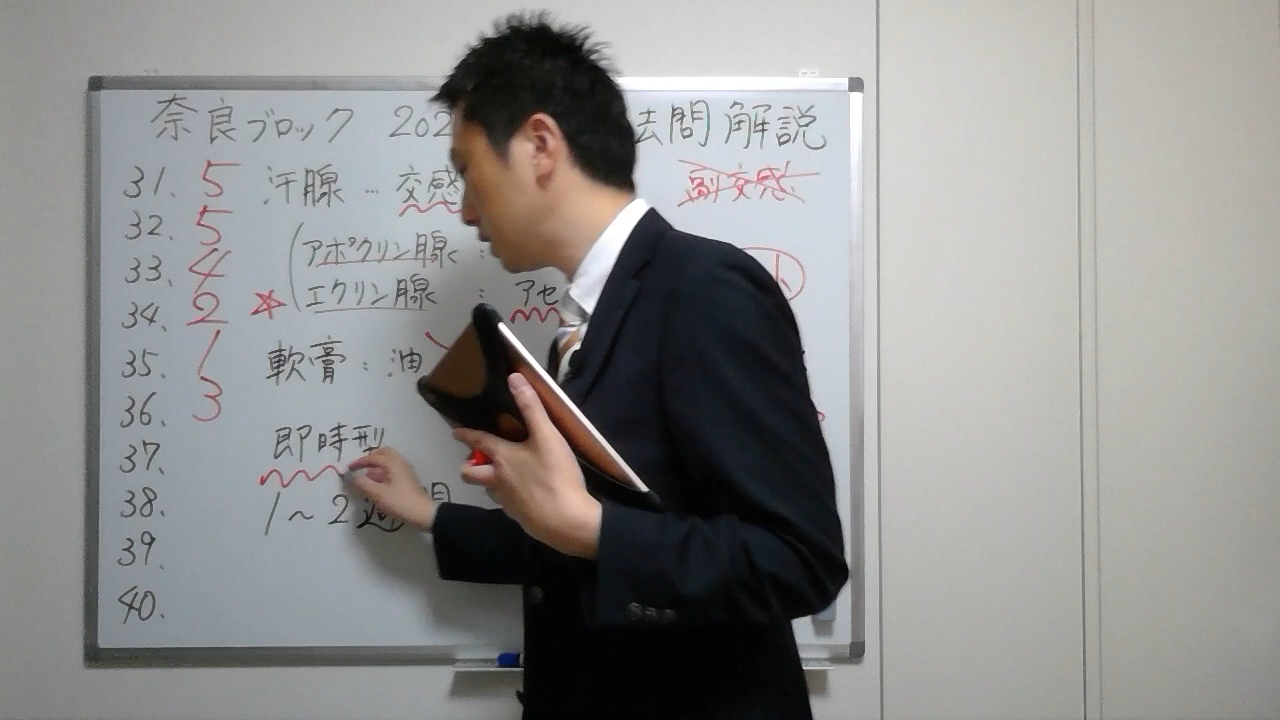 奈良ブロック 202 去問解説
31. 5 汗腺 … 交感 副交感
32. 5 アポクリン腺 :
33. 4
34. 2 ☆ エクリン腺 : アセ
35. 1 軟膏 : 油
36. 3
37. 即時型
38. 1~2週間
39.
40.